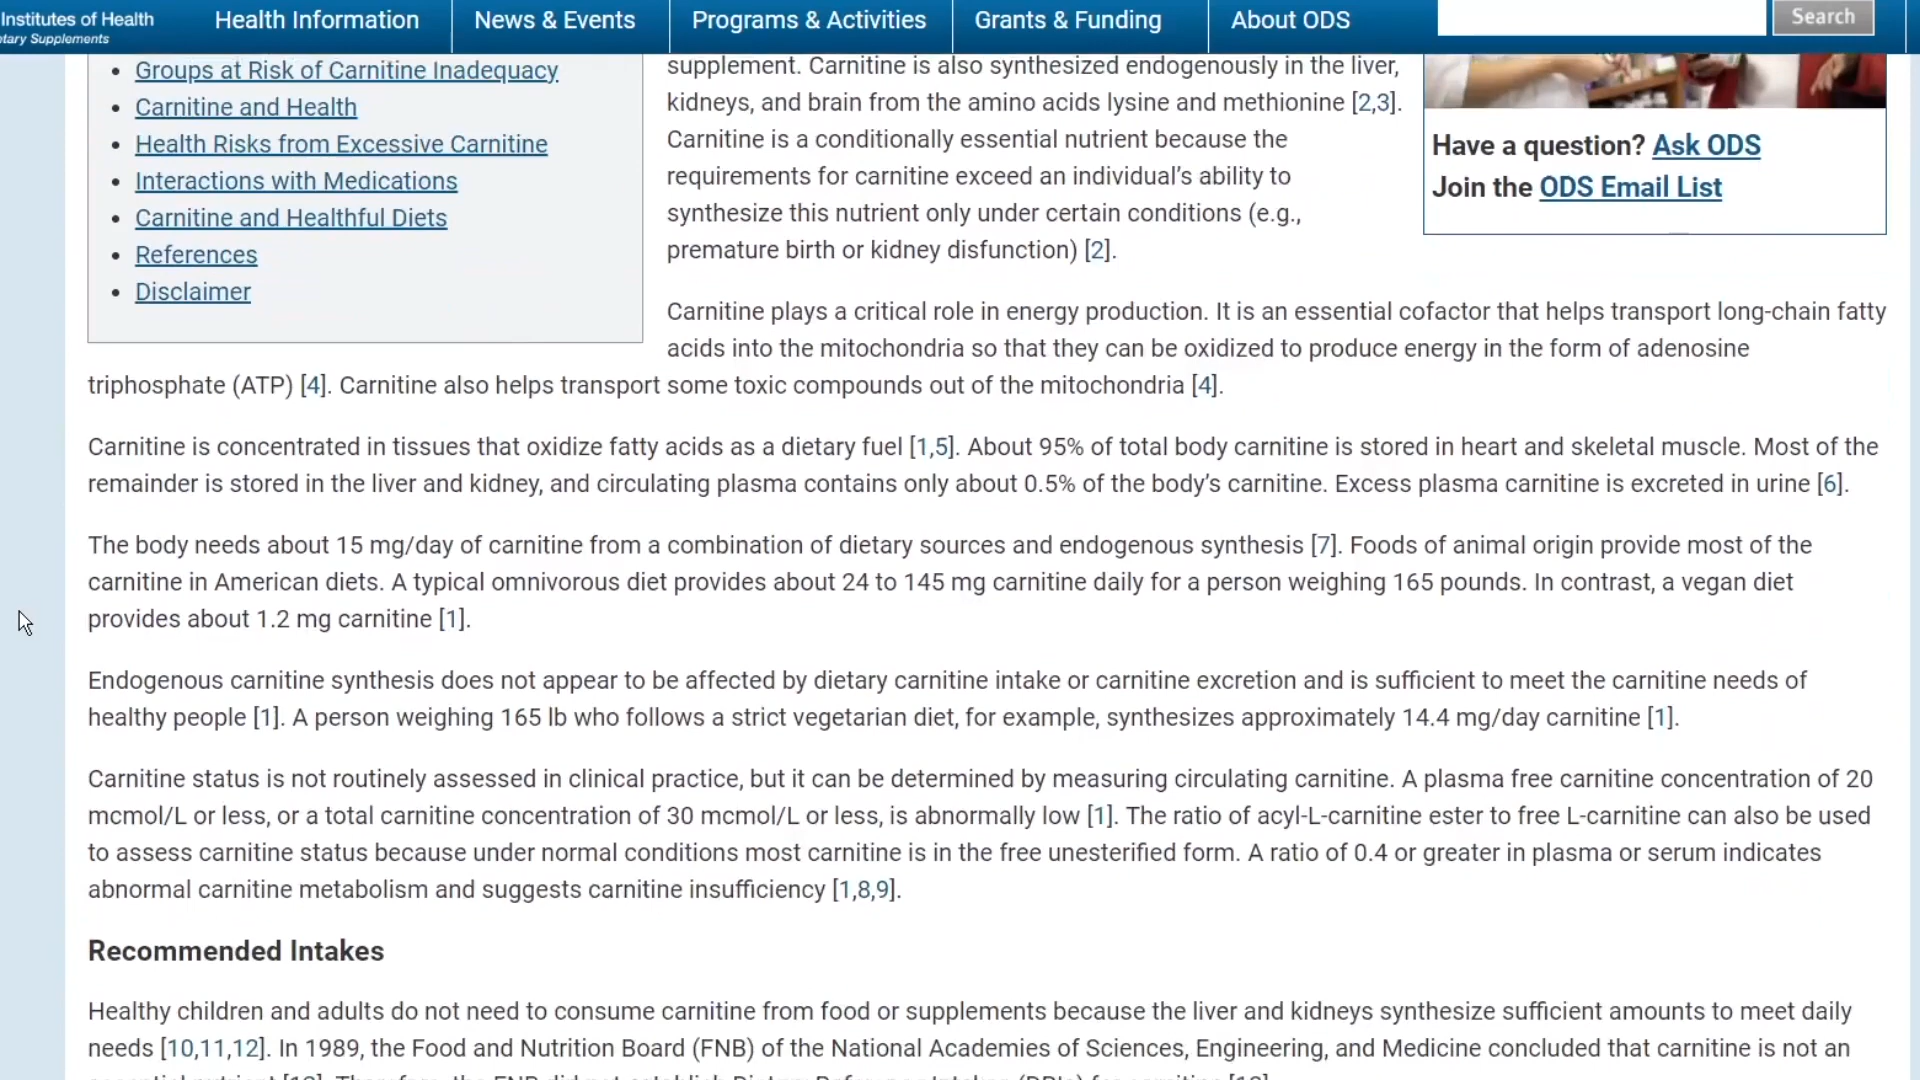 Institutes of Health
tary Supplements
Health Information
News & Events
Programs & Activities
Grants & Funding
About ODS
Search
Groups at Risk of Carnitine Inadequacy
Carnitine and Health
Health Risks from Excessive Carnitine
Interactions with Medications
Carnitine and Healthful Diets
References
Disclaimer
supplement. Carnitine is also synthesized endogenously in the liver,
kidneys, and brain from the amino acids lysine and methionine [2,3].
Carnitine is a conditionally essential nutrient because the
requirements for carnitine exceed an individual’s ability to
synthesize this nutrient only under certain conditions (e.g.,
premature birth or kidney disfunction) [2].
Have a question? Ask ODS
Join the ODS Email List
Carnitine plays a critical role in energy production. It is an essential cofactor that helps transport long-chain fatty
acids into the mitochondria so that they can be oxidized to produce energy in the form of adenosine
triphosphate (ATP) [4]. Carnitine also helps transport some toxic compounds out of the mitochondria [4].
Carnitine is concentrated in tissues that oxidize fatty acids as a dietary fuel [1,5]. About 95% of total body carnitine is stored in heart and skeletal muscle. Most of the
remainder is stored in the liver and kidney, and circulating plasma contains only about 0.5% of the body’s carnitine. Excess plasma carnitine is excreted in urine [6].
The body needs about 15 mg/day of carnitine from a combination of dietary sources and endogenous synthesis [7]. Foods of animal origin provide most of the
carnitine in American diets. A typical omnivorous diet provides about 24 to 145 mg carnitine daily for a person weighing 165 pounds. In contrast, a vegan diet
provides about 1.2 mg carnitine [1].
Endogenous carnitine synthesis does not appear to be affected by dietary carnitine intake or carnitine excretion and is sufficient to meet the carnitine needs of
healthy people [1]. A person weighing 165 lb who follows a strict vegetarian diet, for example, synthesizes approximately 14.4 mg/day carnitine [1].
Carnitine status is not routinely assessed in clinical practice, but it can be determined by measuring circulating carnitine. A plasma free carnitine concentration of 20
mcmol/L or less, or a total carnitine concentration of 30 mcmol/L or less, is abnormally low [1]. The ratio of acyl-L-carnitine ester to free L-carnitine can also be used
to assess carnitine status because under normal conditions most carnitine is in the free unesterified form. A ratio of 0.4 or greater in plasma or serum indicates
abnormal carnitine metabolism and suggests carnitine insufficiency [1,8,9].
Recommended Intakes
Healthy children and adults do not need to consume carnitine from food or supplements because the liver and kidneys synthesize sufficient amounts to meet daily
needs [10,11,12]. In 1989, the Food and Nutrition Board (FNB) of the National Academies of Sciences, Engineering, and Medicine concluded that carnitine is not an